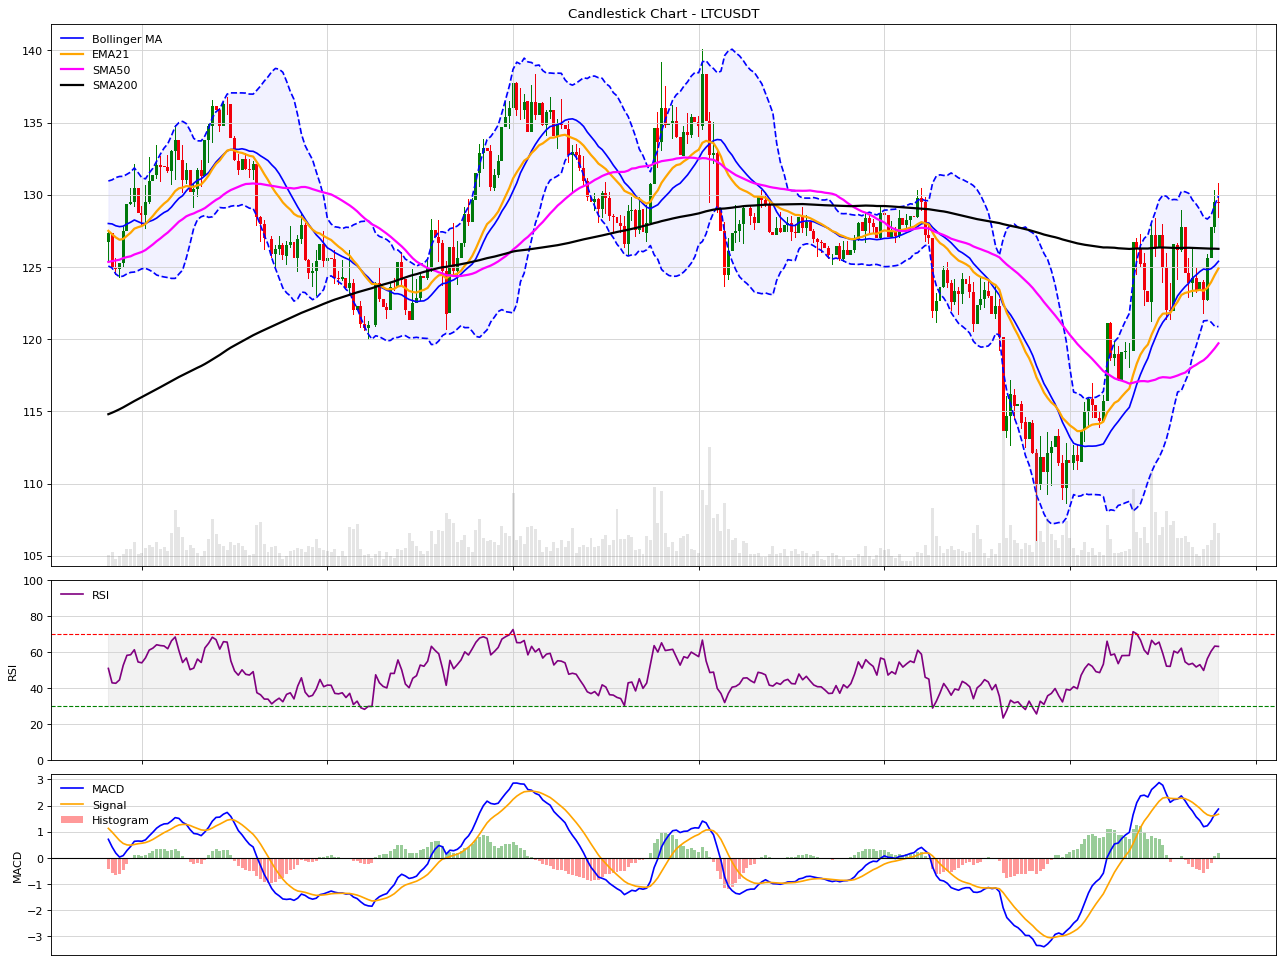 Candlestick Chart - LTCUSDT
Bollinger MA
EMA21
SMA50
SMA200
140
135
130
125
120
115
110
105
RSI
100
80
60
40
20
0
RSI
MACD
Signal
Histogram
3
2
1
0
−1
−2
−3
MACD